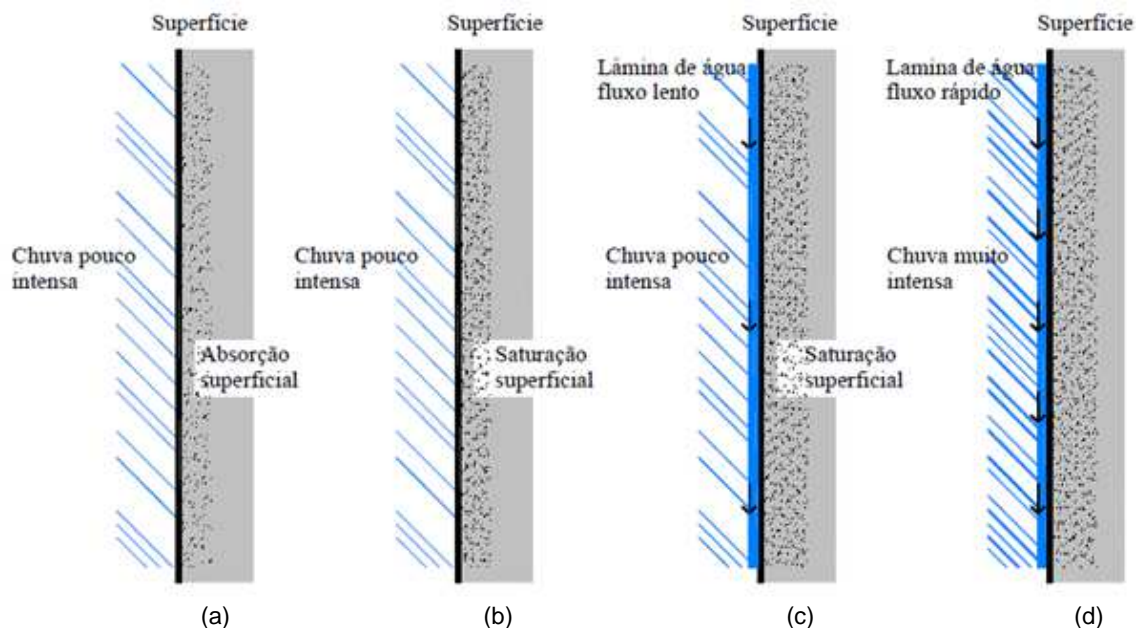 Superfície
Superfície
Superfície
Superfície
Lâmina de água
fluxo lento
Lamina de água
fluxo rápido
Chuva pouco
intensa
Chuva pouco
intensa
Chuva pouco
intensa
Chuva muito
intensa
Absorção
superficial
Saturação
superficial
Saturação
superficial
(a)
(b)
(c)
(d)